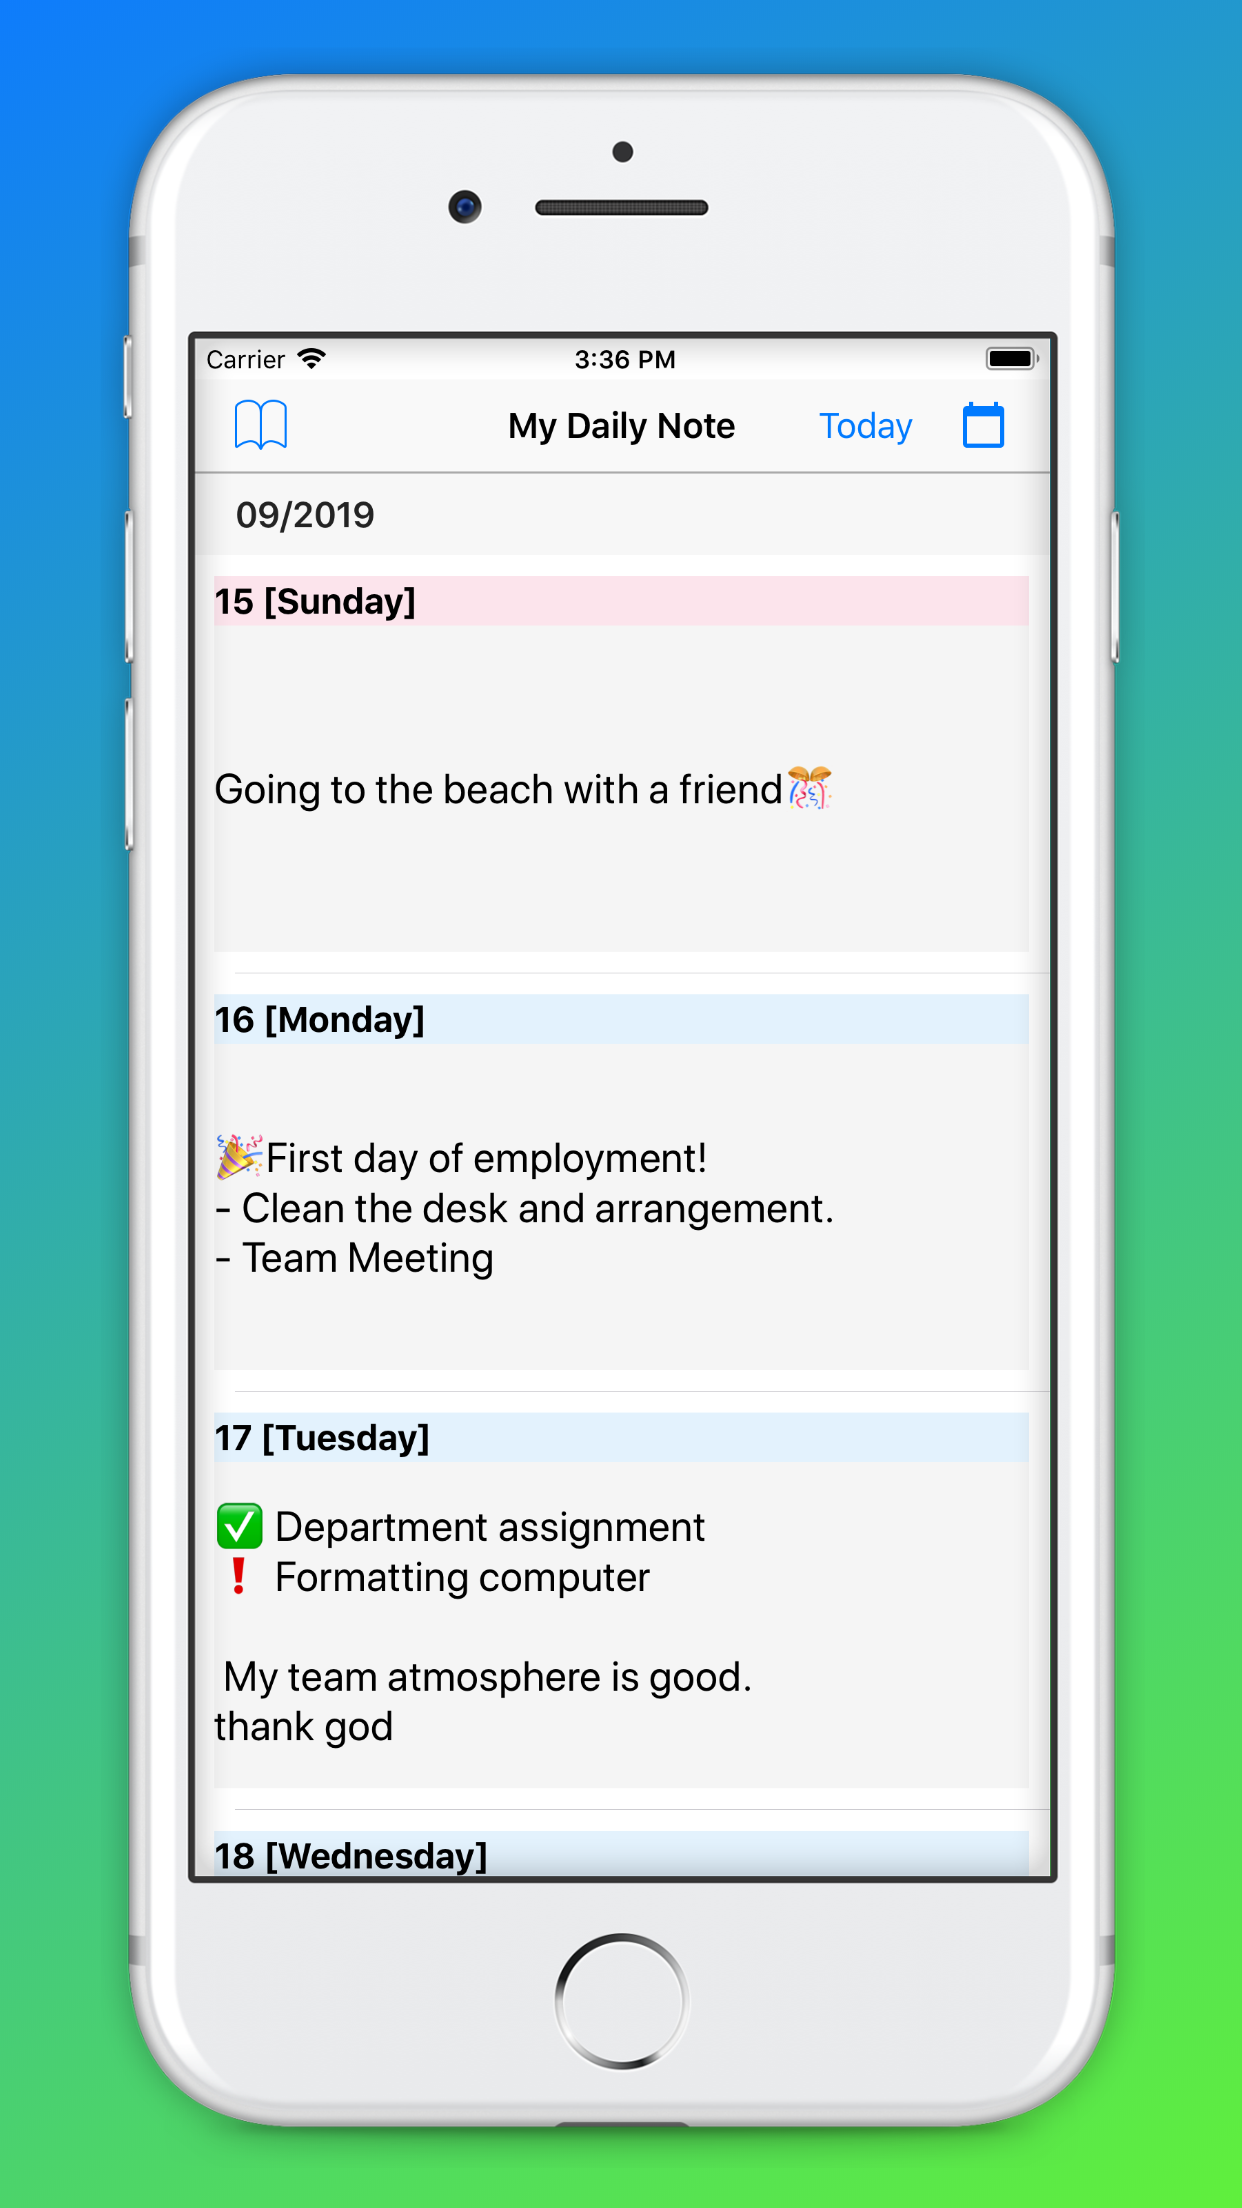 Carrier 3:36 PM
My Daily Note Today
09/2019
15 [Sunday]
Going to the beach with a friend🎊
16 [Monday]
🎉First day of employment!
- Clean the desk and arrangement.
- Team Meeting
17 [Tuesday]
✅ Department assignment
❗ Formatting computer
My team atmosphere is good.
thank god
18 [Wednesday]